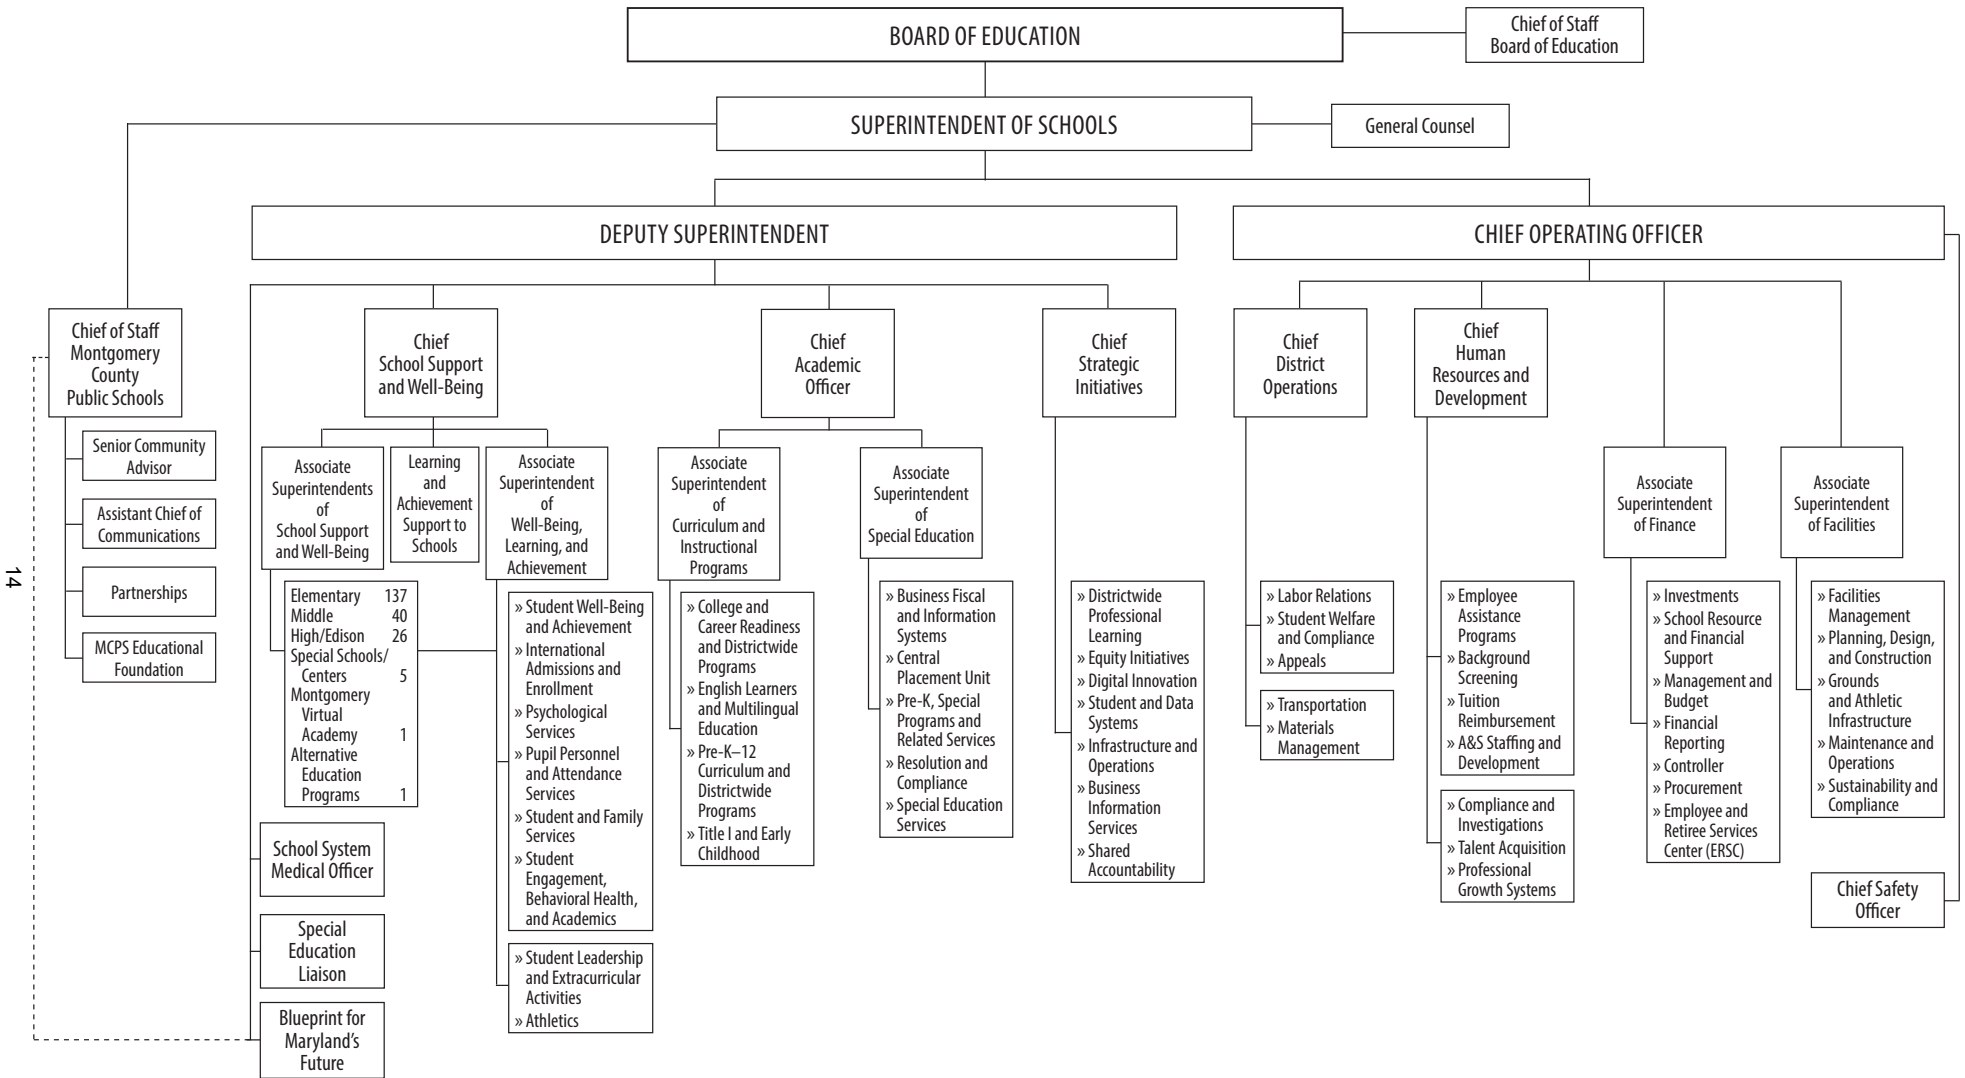 BOARD OF EDUCATION
Chief of Staff
Board of Education
SUPERINTENDENT OF SCHOOLS
General Counsel
DEPUTY SUPERINTENDENT
CHIEF OPERATING OFFICER
Chief of Staff
Montgomery
County
Public Schools
Senior Community
Advisor
Assistant Chief of
Communications
Partnerships
MCPS Educational
Foundation
Chief
School Support
and Well-Being
Associate
Superintendents
of
School Support
and Well-Being
Elementary 137
Middle 40
High/Edison 26
Special Schools/
Centers 5
Montgomery
Virtual
Academy 1
Alternative
Education
Programs 1
Learning
and
Achievement
Support to
Schools
Associate
Superintendent
of
Well-Being,
Learning, and
Achievement
» Student Well-Being
and Achievement
» International
Admissions and
Enrollment
» Psychological
Services
» Pupil Personnel
and Attendance
Services
» Student and Family
Services
» Student
Engagement,
Behavioral Health,
and Academics
» Student Leadership
and Extracurricular
Activities
» Athletics
School System
Medical Officer
Special
Education
Liaison
Blueprint for
Maryland's
Future
Chief
Academic
Officer
Associate
Superintendent
of
Curriculum and
Instructional
Programs
» College and
Career Readiness
and Districtwide
Programs
» English Learners
and Multilingual
Education
» Pre-K–12
Curriculum and
Districtwide
Programs
» Title I and Early
Childhood
Associate
Superintendent
of
Special Education
» Business Fiscal
and Information
Systems
» Central
Placement Unit
» Pre-K, Special
Programs and
Related Services
» Resolution and
Compliance
» Special Education
Services
Chief
Strategic
Initiatives
» Districtwide
Professional
Learning
» Equity Initiatives
» Digital Innovation
» Student and Data
Systems
» Infrastructure and
Operations
» Business
Information
Services
» Shared
Accountability
Chief
District
Operations
» Labor Relations
» Student Welfare
and Compliance
» Appeals
» Transportation
» Materials
Management
Chief
Human
Resources and
Development
» Employee
Assistance
Programs
» Background
Screening
» Tuition
Reimbursement
» A&S Staffing and
Development
» Compliance and
Investigations
» Talent Acquisition
» Professional
Growth Systems
Associate
Superintendent
of Finance
» Investments
» School Resource
and Financial
Support
» Management and
Budget
» Financial
Reporting
» Controller
» Procurement
» Employee and
Retiree Services
Center (ERSC)
Associate
Superintendent
of Facilities
» Facilities
Management
» Planning, Design,
and Construction
» Grounds
and Athletic
Infrastructure
» Maintenance and
Operations
» Sustainability and
Compliance
Chief Safety
Officer
14